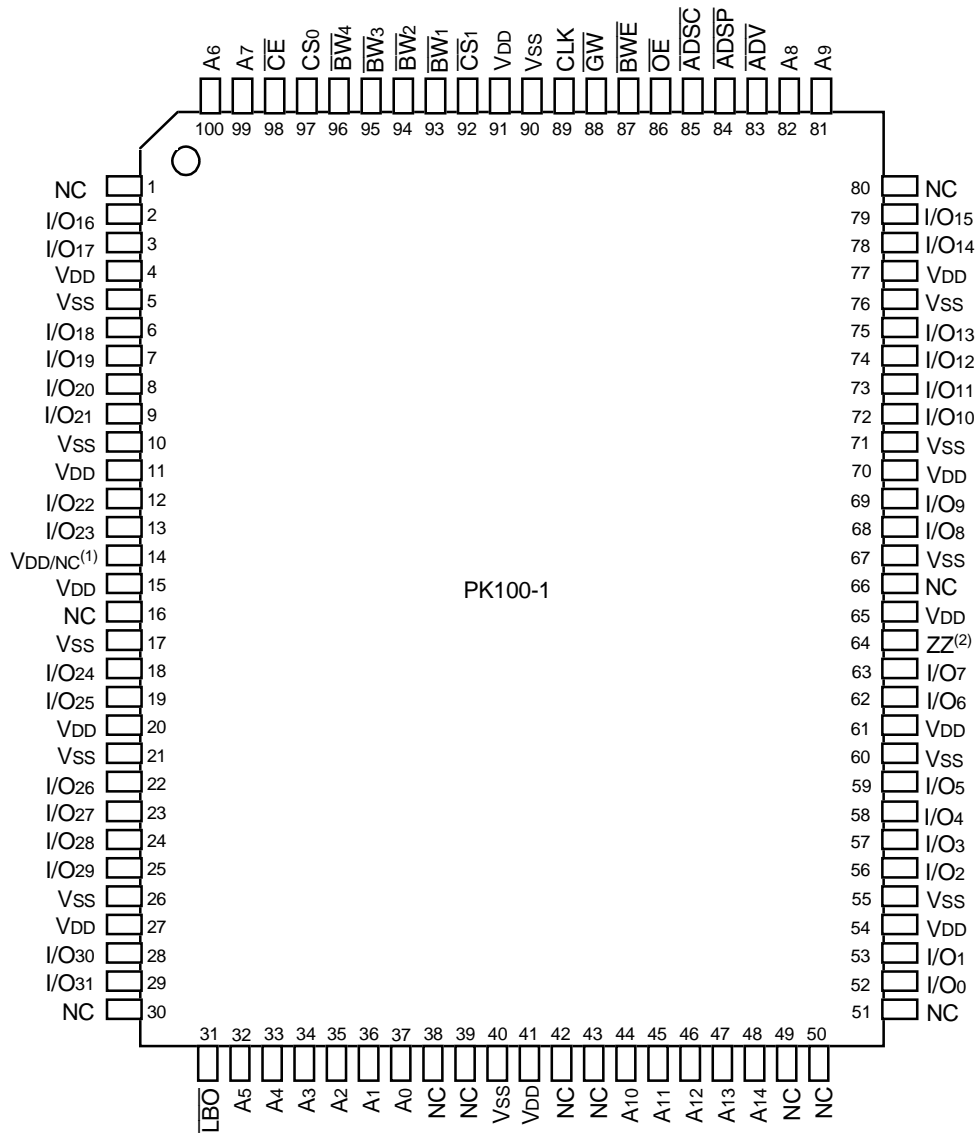 A6 A7 CE CS0 BW4 BW3 BW2 BW1 CS1 VDD VSS CLK GW BWE OE ADSC ADSP ADV A8 A9
100 99 98 97 96 95 94 93 92 91 90 89 88 87 86 85 84 83 82 81
NC 1 80 NC
I/O16 2 79 I/O15
I/O17 3 78 I/O14
VDD 4 77 VDD
VSS 5 76 VSS
I/O18 6 75 I/O13
I/O19 7 74 I/O12
I/O20 8 73 I/O11
I/O21 9 72 I/O10
VSS 10 71 VSS
VDD 11 70 VDD
I/O22 12 69 I/O9
I/O23 13 68 I/O8
VDD/NC(1) 14 67 VSS
VDD 15 PK100-1 66 NC
NC 16 65 VDD
VSS 17 64 ZZ(2)
I/O24 18 63 I/O7
I/O25 19 62 I/O6
VDD 20 61 VDD
VSS 21 60 VSS
I/O26 22 59 I/O5
I/O27 23 58 I/O4
I/O28 24 57 I/O3
I/O29 25 56 I/O2
VSS 26 55 VSS
VDD 27 54 VDD
I/O30 28 53 I/O1
I/O31 29 52 I/O0
NC 30 51 NC
31 32 33 34 35 36 37 38 39 40 41 42 43 44 45 46 47 48 49 50
LBO A5 A4 A3 A2 A1 A0 NC NC VSS VDD NC NC A10 A11 A12 A13 A14 NC NC